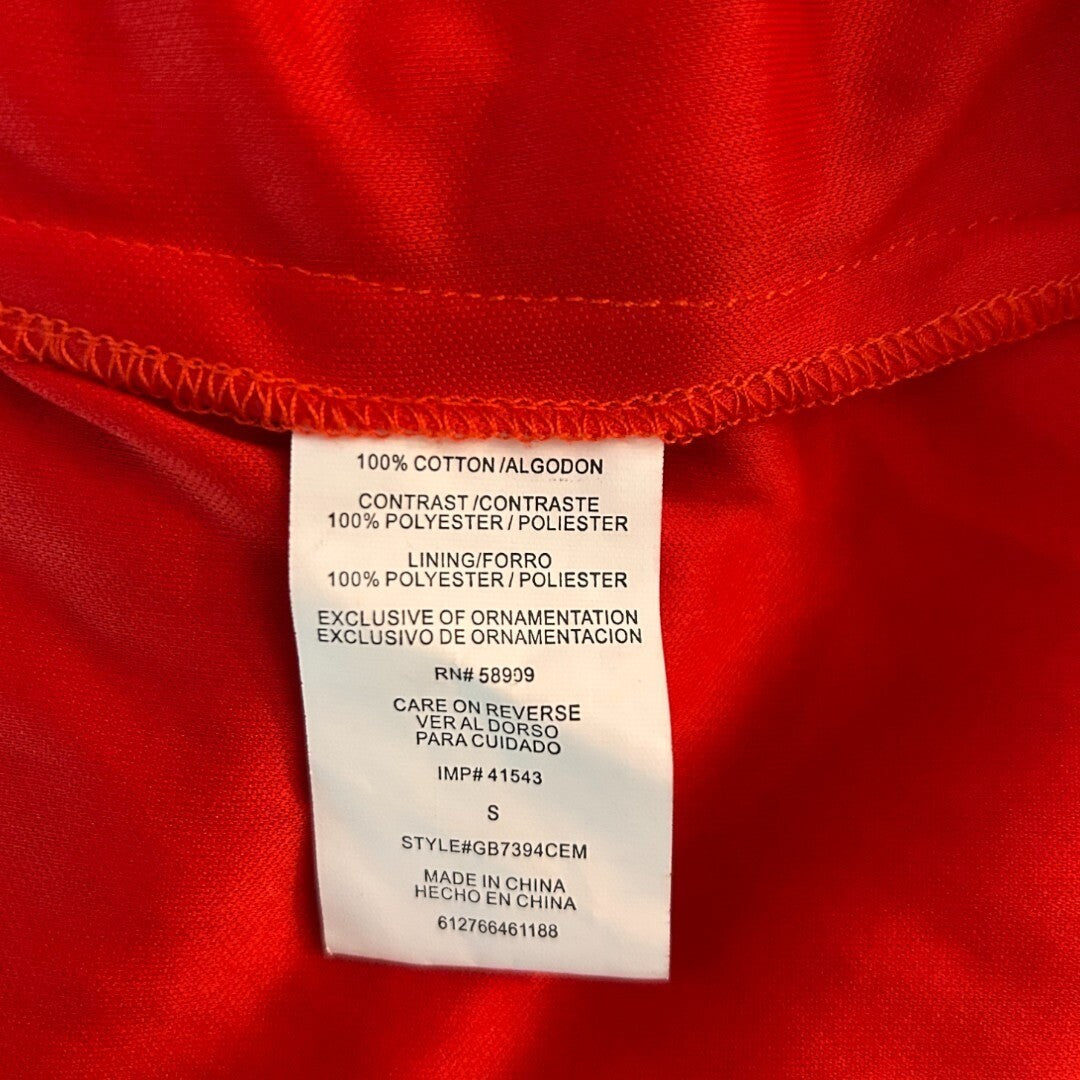 100% COTTON/ALGODON
CONTRAST/CONTRASTE
100% POLYESTER/POLIESTER
LINING/FORRO
100% POLYESTER/POLIESTER
EXCLUSIVE OF ORNAMENTATION
EXCLUSIVO DE ORNAMENTACION
RN# 58909
CARE ON REVERSE
VER AL DORSO
PARA CUIDADO
IMP# 41543
S
STYLE#GB7394CEM
MADE IN CHINA
HECHO EN CHINA
612766461188